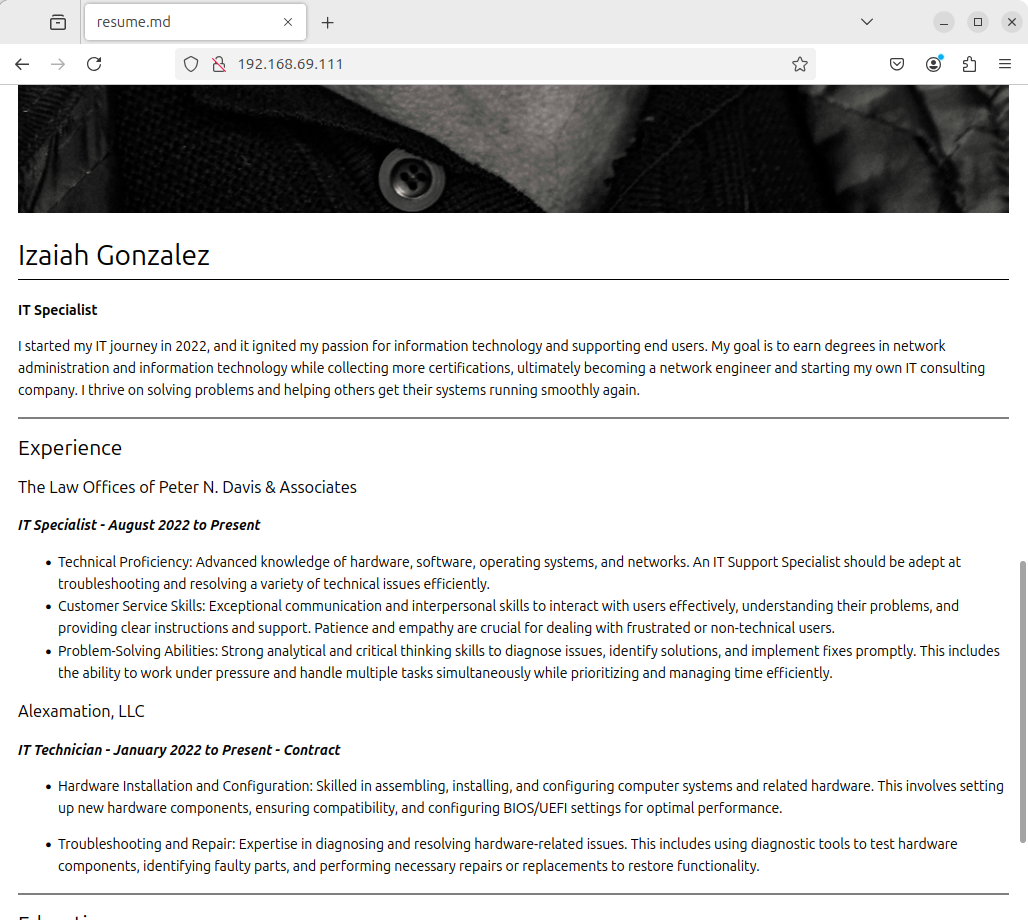 resume.md
192.168.69.111
Izaiah Gonzalez
IT Specialist
I started my IT journey in 2022, and it ignited my passion for information technology and supporting end users. My goal is to earn degrees in network
administration and information technology while collecting more certifications, ultimately becoming a network engineer and starting my own IT consulting
company. I thrive on solving problems and helping others get their systems running smoothly again.
Experience
The Law Offices of Peter N. Davis & Associates
IT Specialist - August 2022 to Present
• Technical Proficiency: Advanced knowledge of hardware, software, operating systems, and networks. An IT Support Specialist should be adept at
troubleshooting and resolving a variety of technical issues efficiently.
• Customer Service Skills: Exceptional communication and interpersonal skills to interact with users effectively, understanding their problems, and
providing clear instructions and support. Patience and empathy are crucial for dealing with frustrated or non-technical users.
• Problem-Solving Abilities: Strong analytical and critical thinking skills to diagnose issues, identify solutions, and implement fixes promptly. This includes
the ability to work under pressure and handle multiple tasks simultaneously while prioritizing and managing time efficiently.
Alexamation, LLC
IT Technician - January 2022 to Present - Contract
• Hardware Installation and Configuration: Skilled in assembling, installing, and configuring computer systems and related hardware. This involves setting
up new hardware components, ensuring compatibility, and configuring BIOS/UEFI settings for optimal performance.
• Troubleshooting and Repair: Expertise in diagnosing and resolving hardware-related issues. This includes using diagnostic tools to test hardware
components, identifying faulty parts, and performing necessary repairs or replacements to restore functionality.